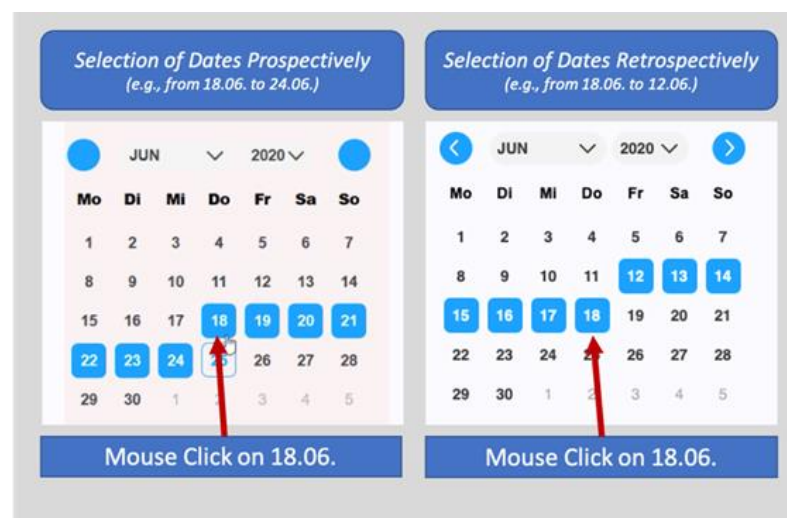 Selection of Dates Prospectively
(e.g., from 18.06. to 24.06.)
JUN 2020
Mo Di Mi Do Fr Sa So
1 2 3 4 5 6 7
8 9 10 11 12 13 14
15 16 17 18 19 20 21
22 23 24 25 26 27 28
29 30 1 2 3 4 5
Mouse Click on 18.06.
Selection of Dates Retrospectively
(e.g., from 18.06. to 12.06.)
JUN 2020
Mo Di Mi Do Fr Sa So
1 2 3 4 5 6 7
8 9 10 11 12 13 14
15 16 17 18 19 20 21
22 23 24 25 26 27 28
29 30 1 2 3 4 5
Mouse Click on 18.06.